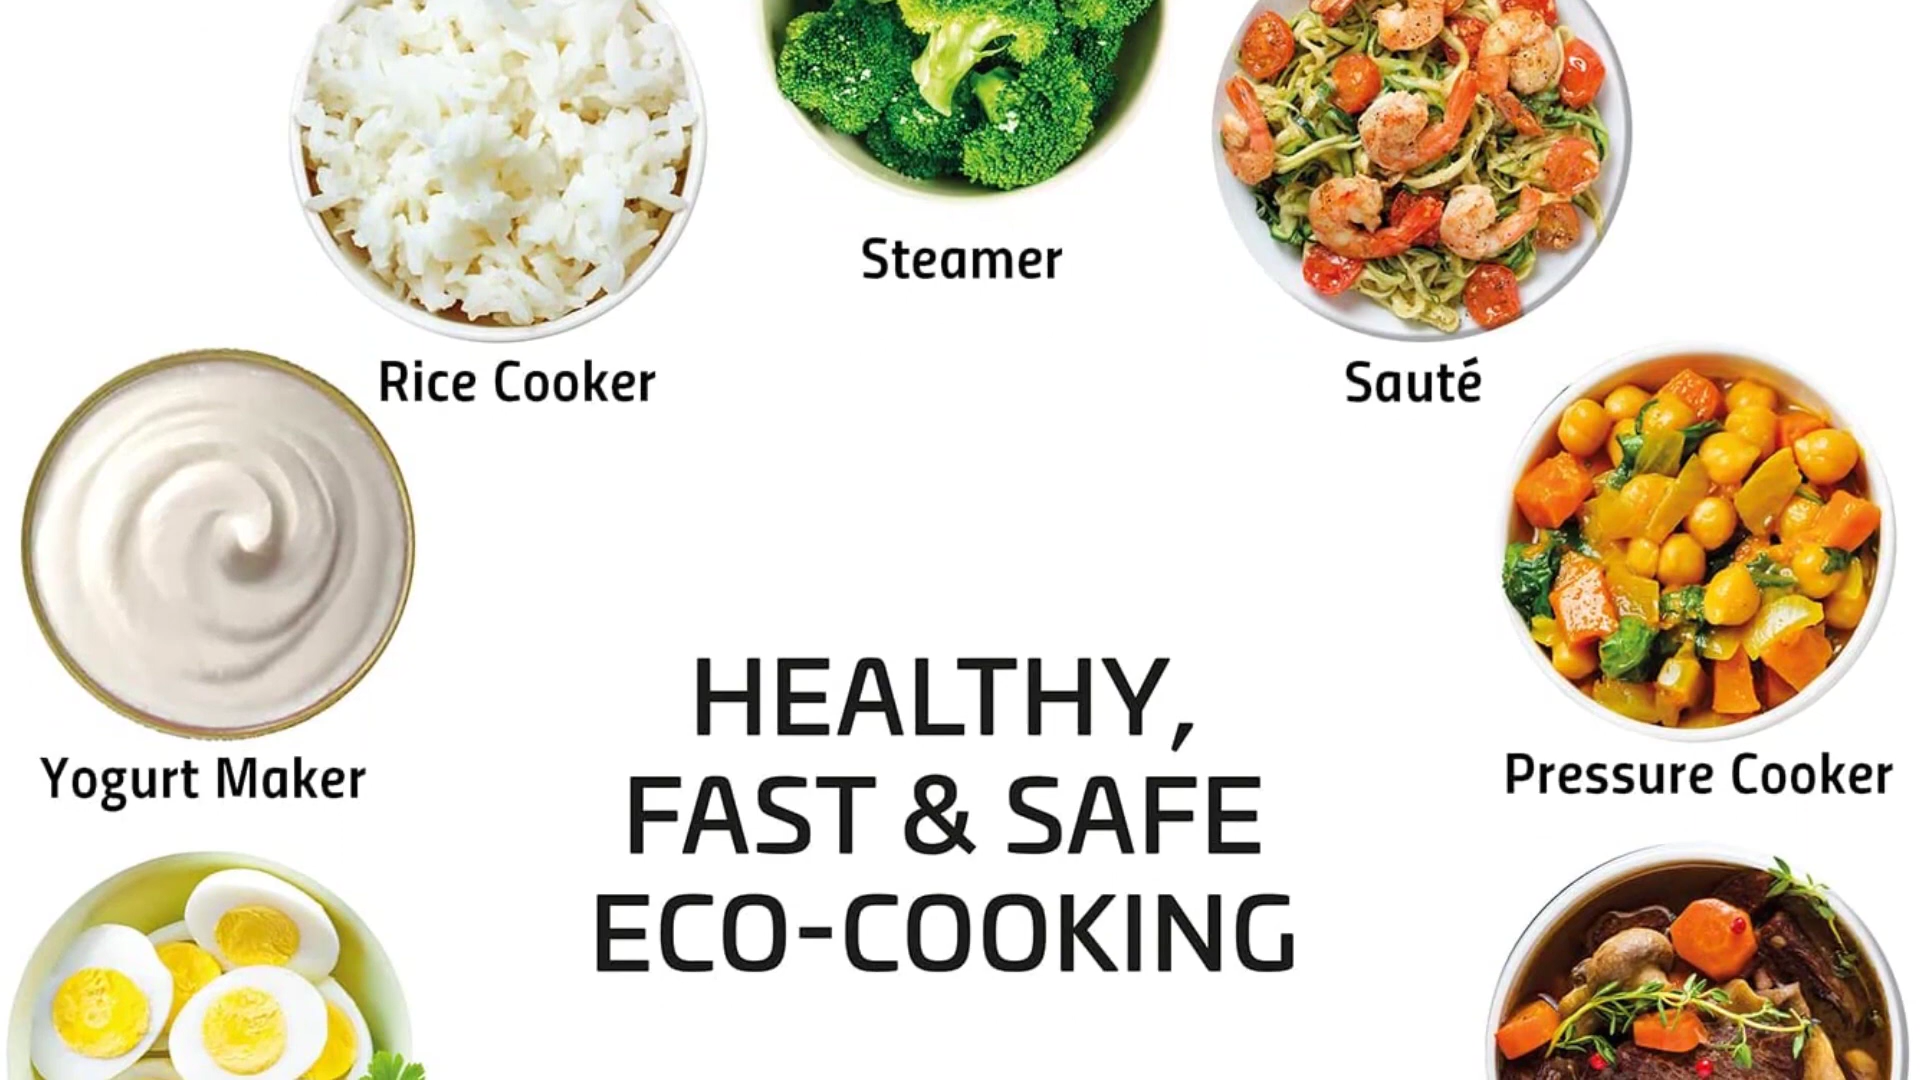 Steamer
Rice Cooker
Sauté
Yogurt Maker
Pressure Cooker
HEALTHY,
FAST & SAFE
ECO-COOKING